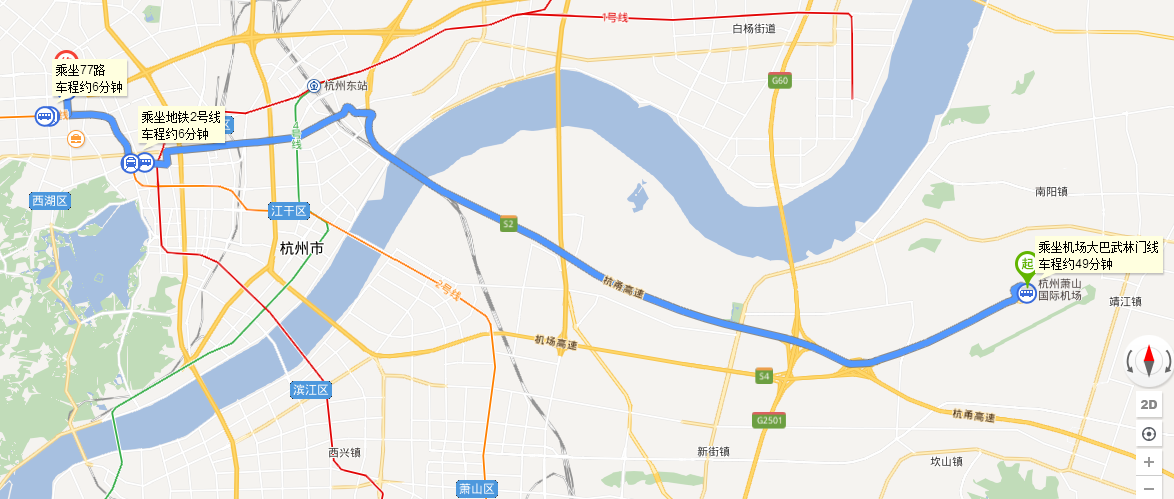 1号线
白杨街道
乘坐77路
车程约6分钟
杭州东站
G60
线
乘坐地铁2号线
车程约6分钟
区
4号线
西湖区
南阳镇
江干区
S2
杭州市
乘坐机场大巴武林门线
车程约49分钟
起
杭州萧山
国际机场
靖江镇
杭甬高速
2号线
机场高速
S4
滨江区
2D
G2501
杭甬高速
西兴镇
新街镇
坎山镇
萧山区